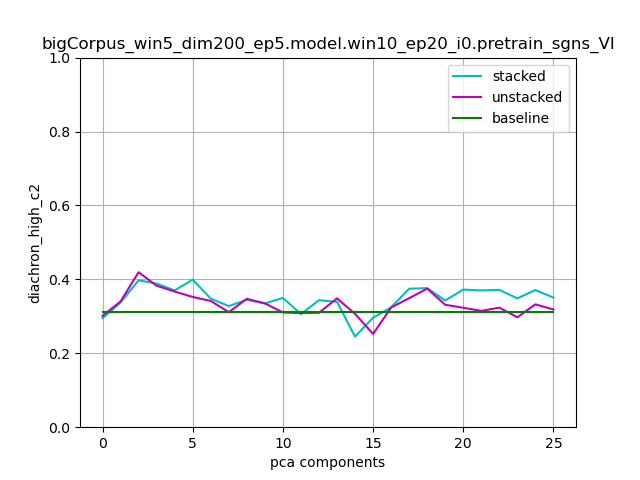 bigCorpus_win5_dim200_ep5.model.win10_ep20_i0.pretrain_sgns_VI
1.0
0.8
0.6
0.4
0.2
0.0
diachron_high_c2
stacked
unstacked
baseline
0
5
10
15
20
25
pca components